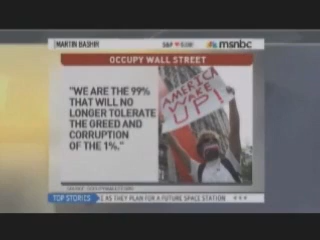 MARTIN BASHIR
S&P
msnbc
OCCUPY WALL STREET
"WE ARE THE 99%
THAT WILL NO
LONGER TOLERATE
THE GREED AND
CORRUPTION
OF THE 1%."
AMERICA
WAKE
UP!
TOP STORIES
E AS THEY PLAN FOR A FUTURE SPACE STATION